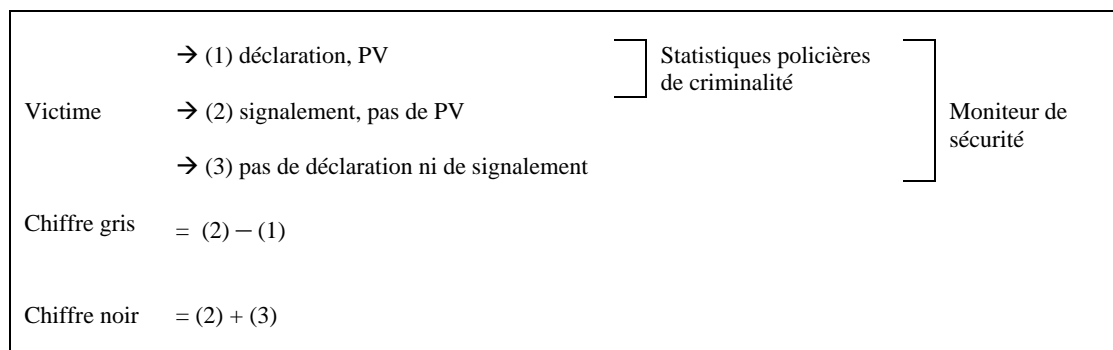 → (1) déclaration, PV
Statistiques policières
de criminalité
Victime → (2) signalement, pas de PV
Moniteur de
sécurité
→ (3) pas de déclaration ni de signalement
Chiffre gris = (2) – (1)
Chiffre noir = (2) + (3)